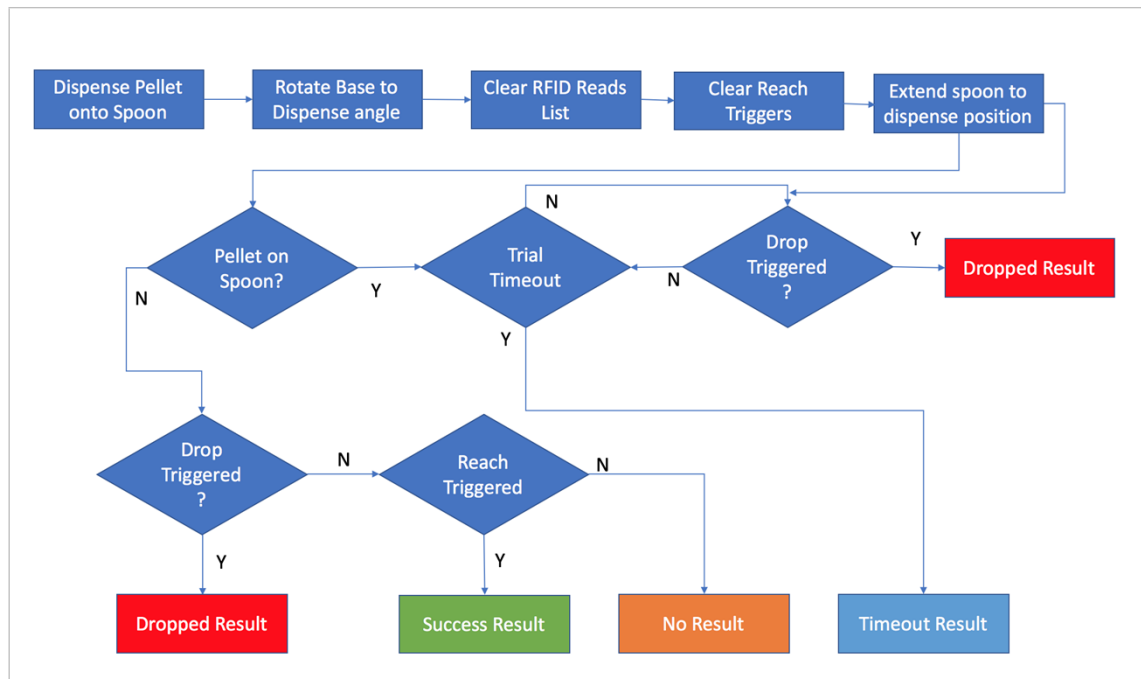 Dispense Pellet
onto Spoon
Rotate Base to
Dispense angle
Clear RFID Reads
List
Clear Reach
Triggers
Extend spoon to
dispense position
N
Pellet on
Spoon?
Y
N
Trial
Timeout
Y
Drop
Triggered
?
N
Y
Dropped Result
Drop
Triggered
?
N
Y
Reach
Triggered
N
Y
Dropped Result
Success Result
No Result
Timeout Result